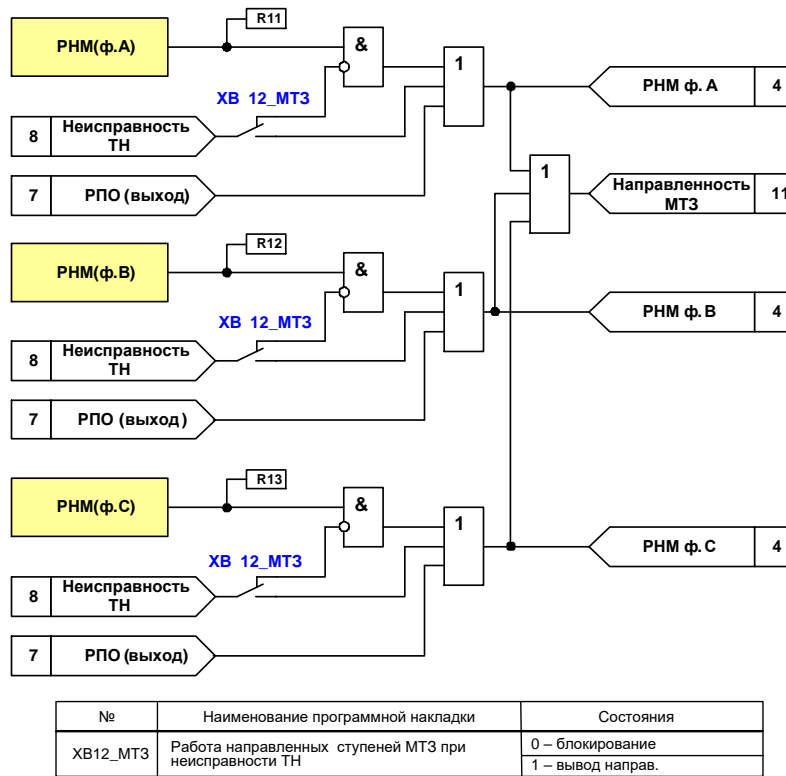 R11
РНМ(ф.А)
&
1
ХВ 12_МТЗ
РНМ ф. А 4
8 Неисправность
ТН
1
7 РПО (выход)
Направленность
МТЗ
11
R12
РНМ(ф.В)
&
1
ХВ 12_МТЗ
РНМ ф. В 4
8 Неисправность
ТН
7 РПО (выход)
R13
РНМ(ф.С)
&
1
ХВ 12_МТЗ
РНМ ф. С 4
8 Неисправность
ТН
7 РПО (выход)
№ Наименование программной накладки Состояния
ХВ12_МТЗ Работа направленных ступеней МТЗ при
неисправности ТН
0 – блокирование
1 – вывод направ.